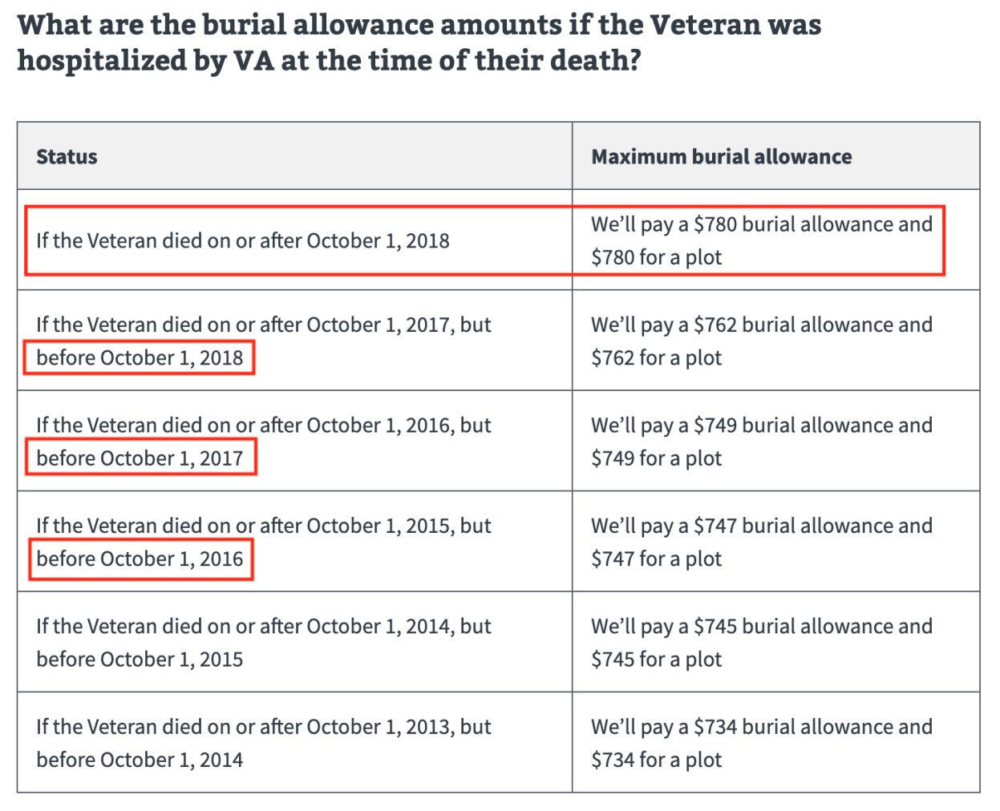 What are the burial allowance amounts if the Veteran was
hospitalized by VA at the time of their death?
Status
Maximum burial allowance
If the Veteran died on or after October 1, 2018
We’ll pay a $780 burial allowance and
$780 for a plot
If the Veteran died on or after October 1, 2017, but
before October 1, 2018
We’ll pay a $762 burial allowance and
$762 for a plot
If the Veteran died on or after October 1, 2016, but
before October 1, 2017
We’ll pay a $749 burial allowance and
$749 for a plot
If the Veteran died on or after October 1, 2015, but
before October 1, 2016
We’ll pay a $747 burial allowance and
$747 for a plot
If the Veteran died on or after October 1, 2014, but
before October 1, 2015
We’ll pay a $745 burial allowance and
$745 for a plot
If the Veteran died on or after October 1, 2013, but
before October 1, 2014
We’ll pay a $734 burial allowance and
$734 for a plot